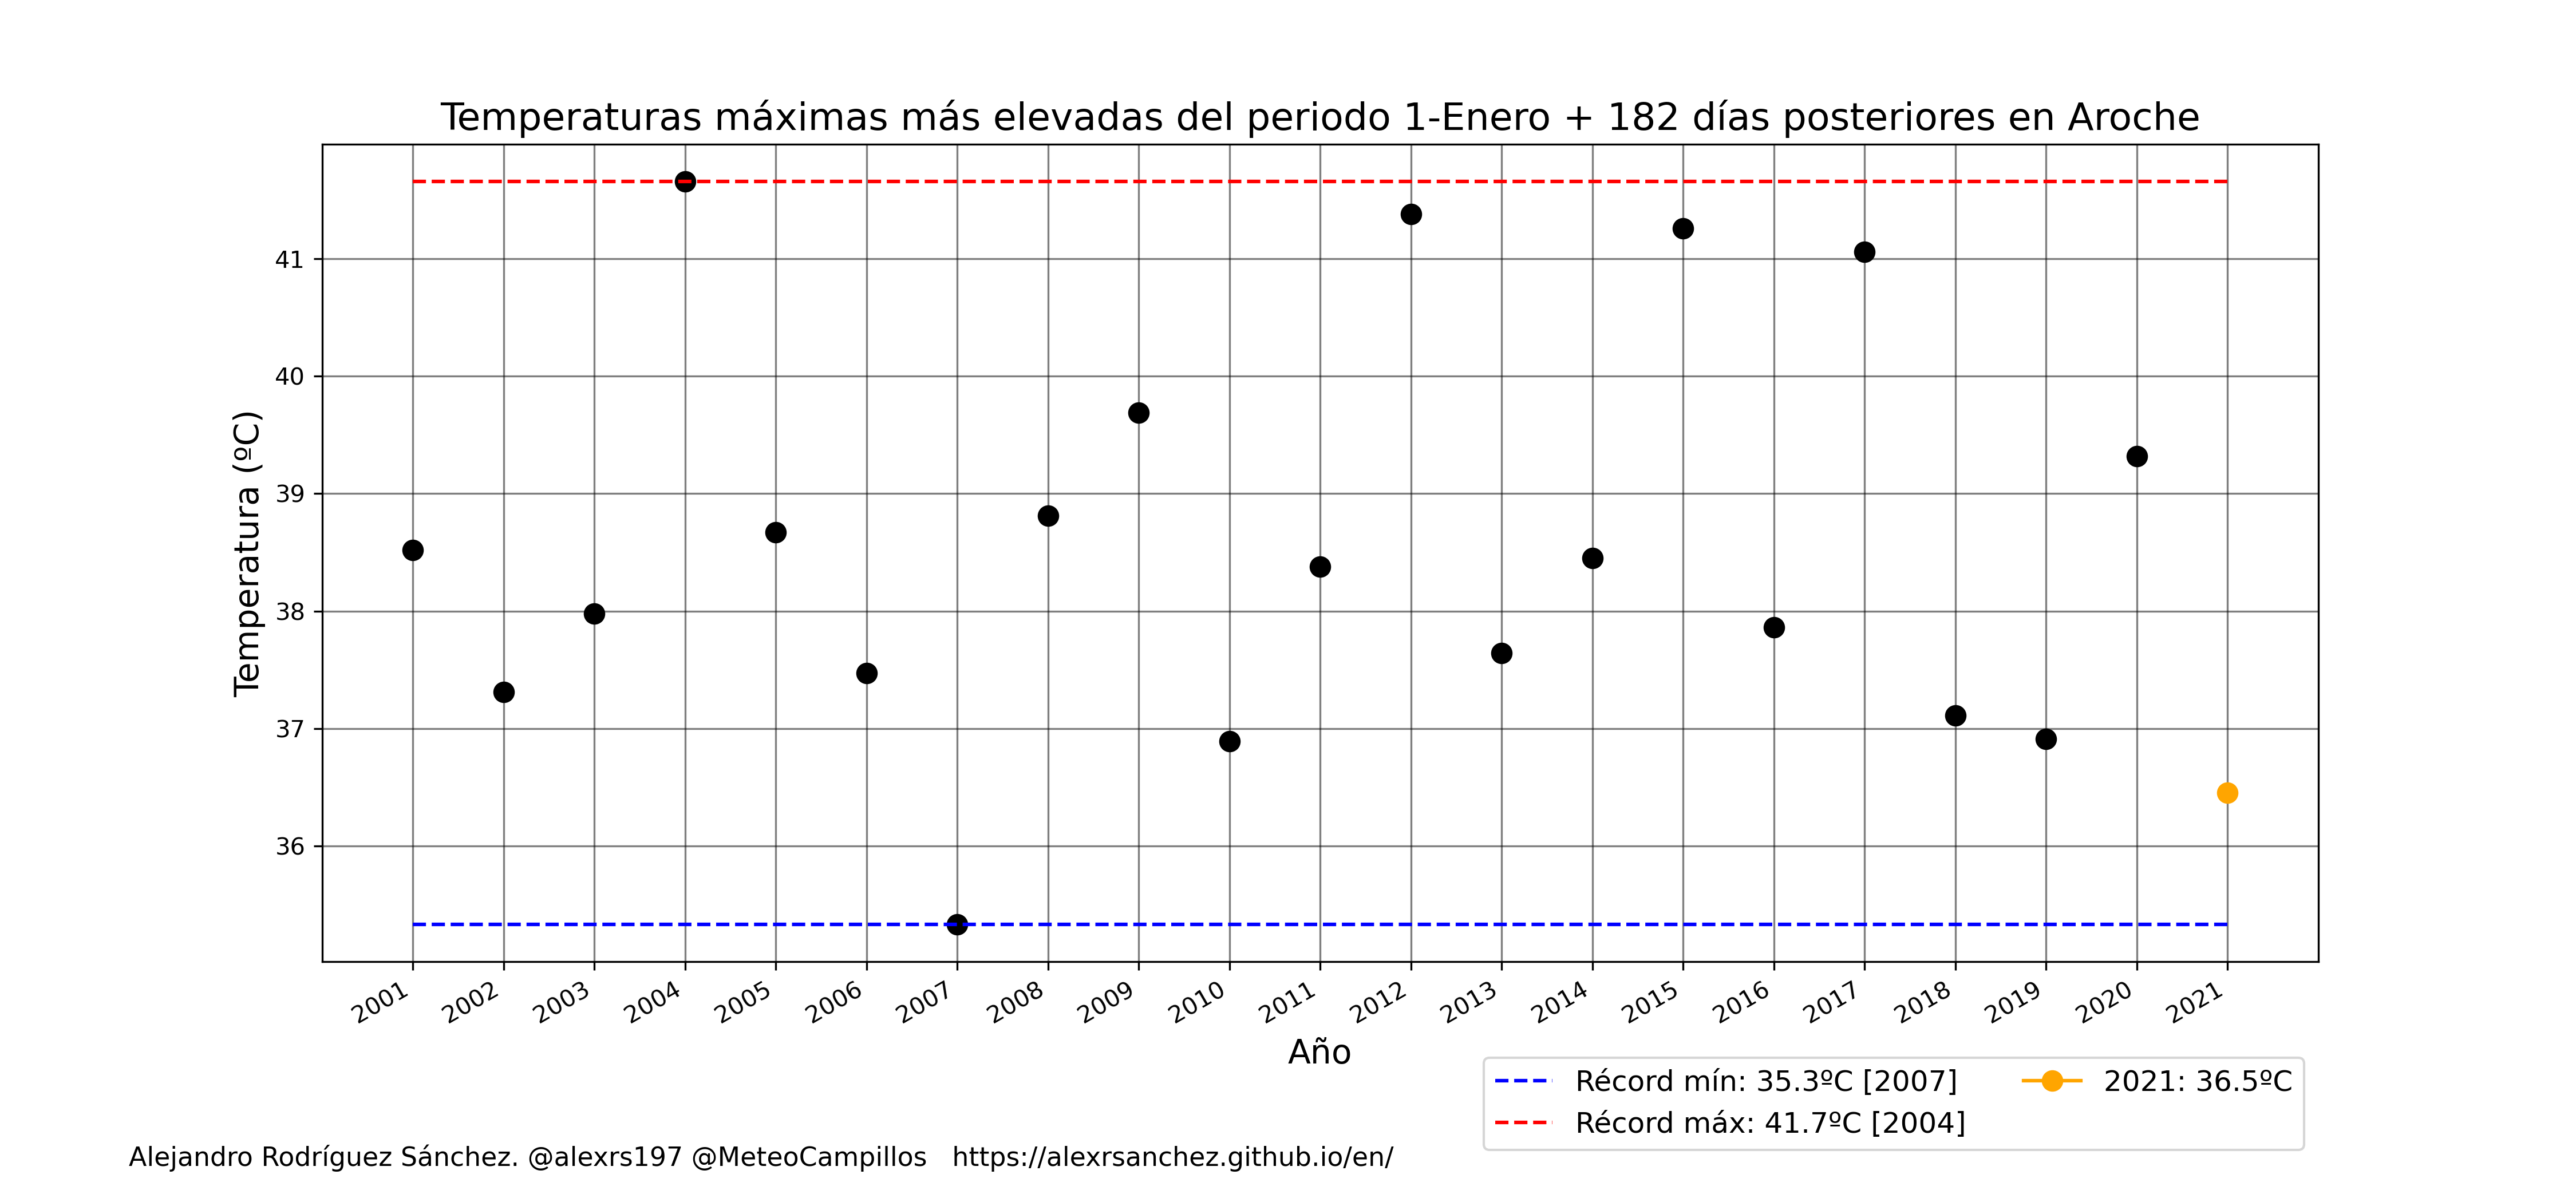 Temperaturas máximas más elevadas del periodo 1-Enero + 182 días posteriores en Aroche
Temperatura (ºC)
41
40
39
38
37
36
2001 2002 2003 2004 2005 2006 2007 2008 2009 2010 2011 2012 2013 2014 2015 2016 2017 2018 2019 2020 2021
Año
Récord mín: 35.3ºC [2007]
Récord máx: 41.7ºC [2004]
2021: 36.5ºC
Alejandro Rodríguez Sánchez. @alexrs197 @MeteoCampillos https://alexrsanchez.github.io/en/